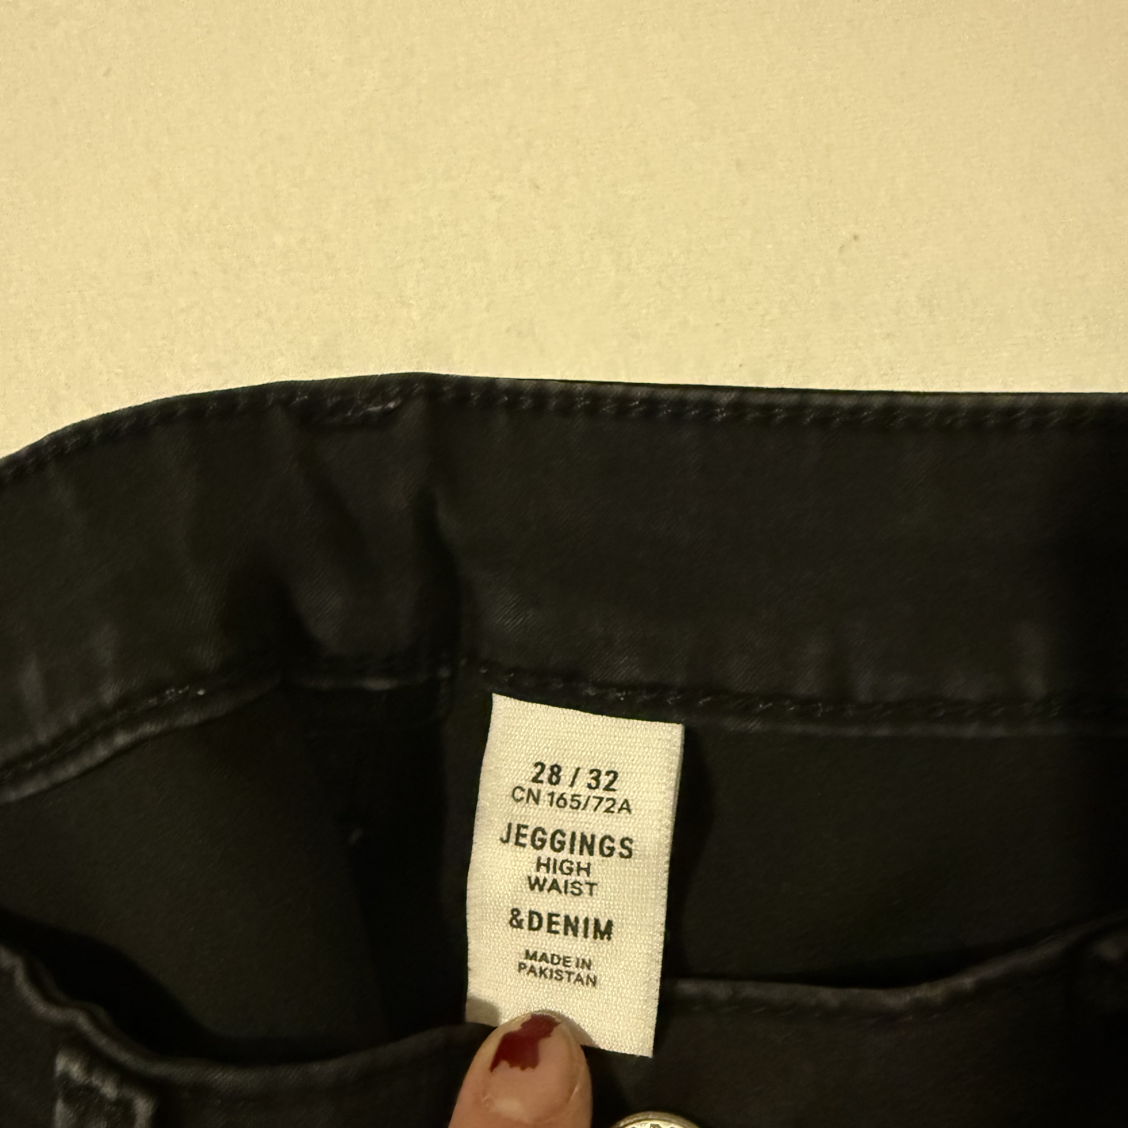 28 / 32
CN 165/72A
JEGGINGS
HIGH
WAIST
&DENIM
MADE IN
PAKISTAN